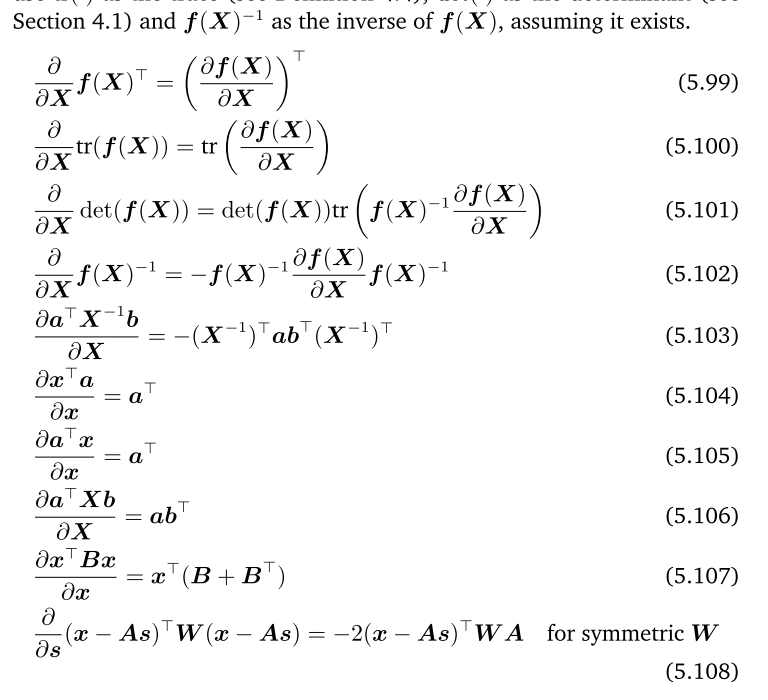 Section 4.1) and f(X)⁻¹ as the inverse of f(X), assuming it exists.
∂/∂X f(X)^⊤ = (∂f(X)/∂X)^⊤ (5.99)
∂/∂X tr(f(X)) = tr(∂f(X)/∂X) (5.100)
∂/∂X det(f(X)) = det(f(X))tr(f(X)⁻¹ ∂f(X)/∂X) (5.101)
∂/∂X f(X)⁻¹ = −f(X)⁻¹ ∂f(X)/∂X f(X)⁻¹ (5.102)
∂a^⊤X⁻¹b/∂X = −(X⁻¹)^⊤ab^⊤(X⁻¹)^⊤ (5.103)
∂x^⊤a/∂x = a^⊤ (5.104)
∂a^⊤x/∂x = a^⊤ (5.105)
∂a^⊤Xb/∂X = ab^⊤ (5.106)
∂x^⊤Bx/∂x = x^⊤(B + B^⊤) (5.107)
∂/∂s (x − As)^⊤W(x − As) = −2(x − As)^⊤WA for symmetric W
(5.108)